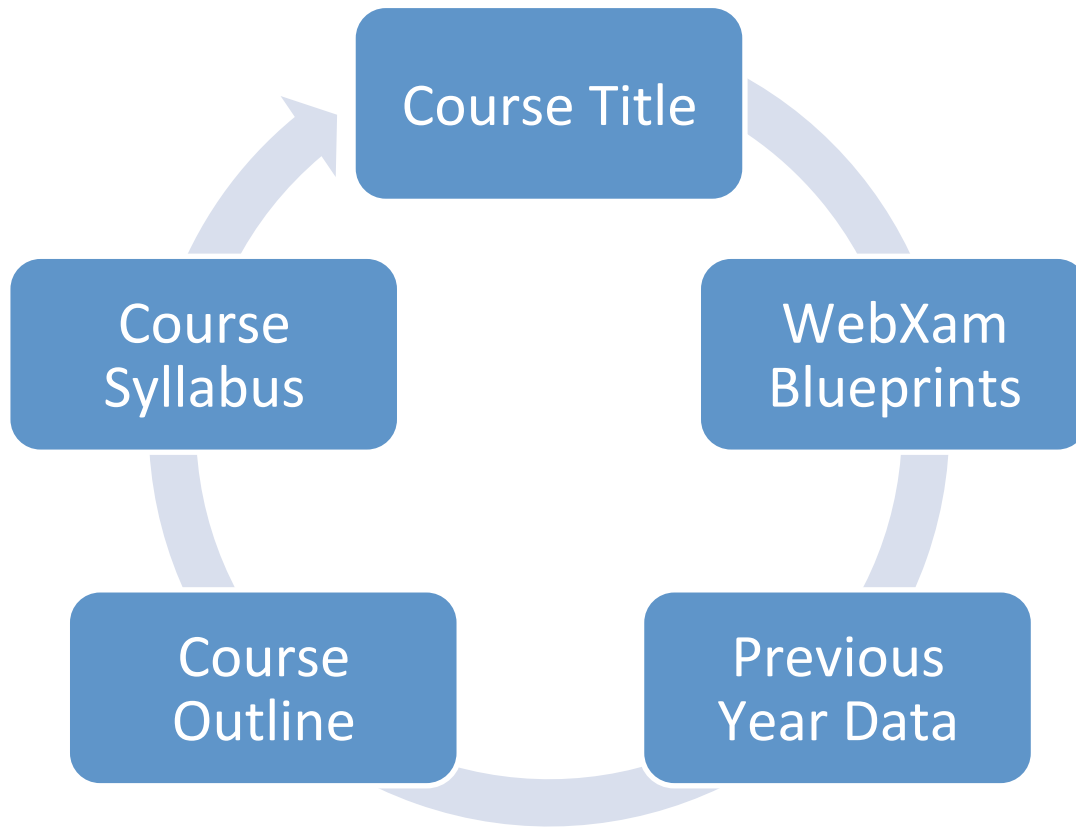 Course Title
WebXam
Blueprints
Previous
Year Data
Course
Outline
Course
Syllabus